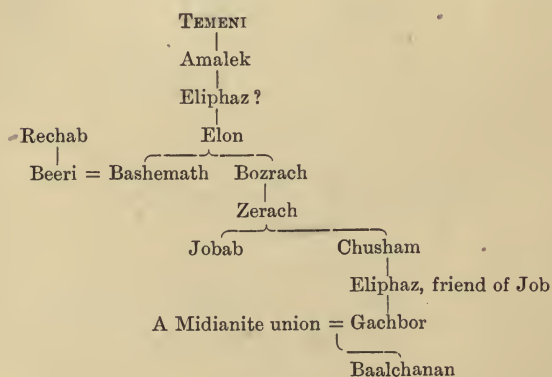 TEMENI
Amalek
Eliphaz ?
Rechab Elon
Beeri = Bashemath Bozrach
Zerach
Jobab Chusham
Eliphaz, friend of Job
A Midianite union = Gachbor
Baalchanan